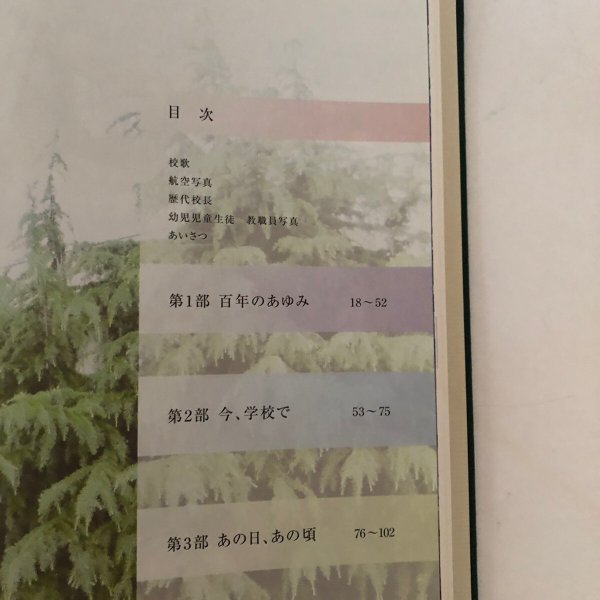 目 次
校歌
航空写真
歴代校長
幼児児童生徒 教職員写真
あいさつ
第1部 百年のあゆみ 18～52
第2部 今、学校で 53～75
第3部 あの日、あの頃 76～102